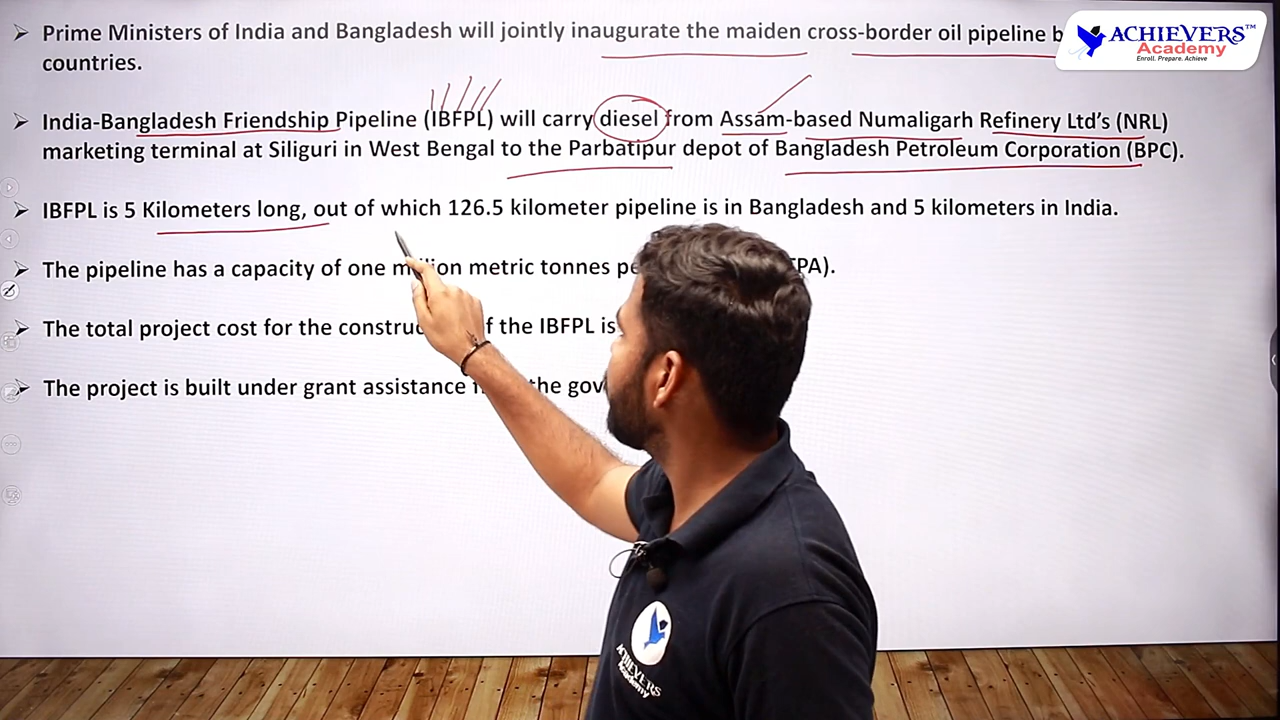 ➢ Prime Ministers of India and Bangladesh will jointly inaugurate the maiden cross-border oil pipeline
countries.
➢ India-Bangladesh Friendship Pipeline (IBFPL) will carry diesel from Assam-based Numaligarh Refinery Ltd's (NRL)
marketing terminal at Siliguri in West Bengal to the Parbatipur depot of Bangladesh Petroleum Corporation (BPC).
➢ IBFPL is 5 Kilometers long, out of which 126.5 kilometer pipeline is in Bangladesh and 5 kilometers in India.
➢ The pipeline has a capacity of one million metric tonnes
➢ The total project cost for the of the IBFPL is
➢ The project is built under grant assistance the
ACHIEVERS™
Academy
Enroll. Prepare. Achieve
ACHIEVERS
Academy